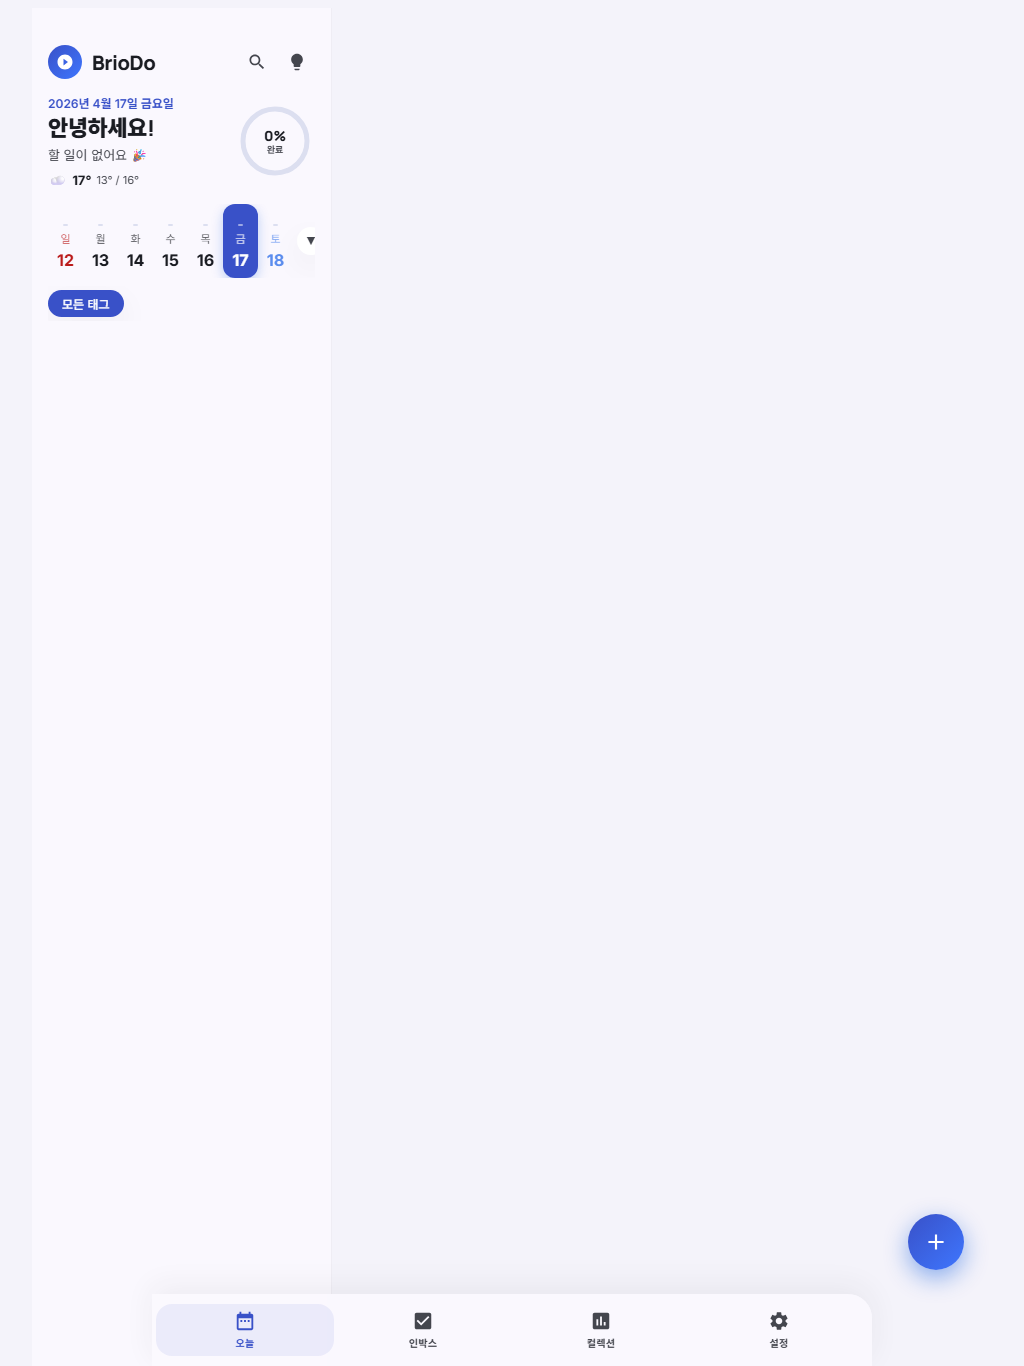 BrioDo
2026년 4월 17일 금요일
안녕하세요!
할 일이 없어요 🎉
17° 13° / 16°
0%
완료
일 월 화 수 목 금 토
12 13 14 15 16 17 18
모든 태그
오늘 인박스 컬렉션 설정